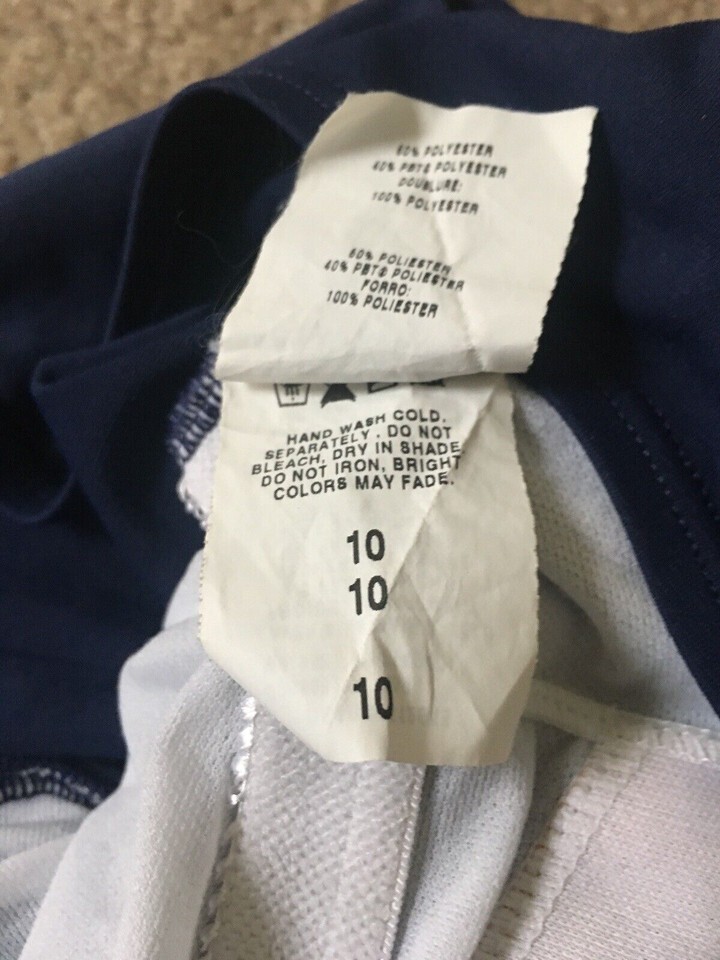 60% POLYESTER
40% PBT® POLYESTER
DOUBLURE:
100% POLYESTER
60% POLIESTER
40% PBT® POLIESTER
FORRO:
100% POLIESTER
HAND WASH COLD,
SEPARATELY. DO NOT
BLEACH, DRY IN SHADE.
DO NOT IRON, BRIGHT
COLORS MAY FADE.
10
10
10